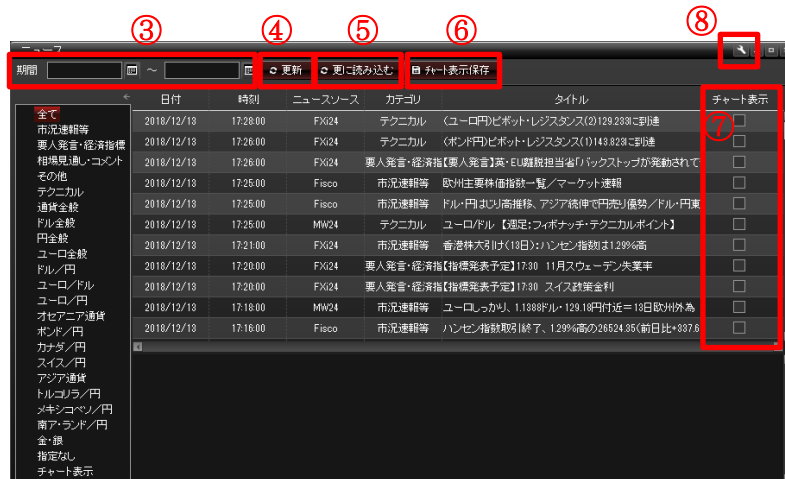 ③ ④ ⑤ ⑥ ⑧
ニュース
期間 ～ 更新 更に読み込む チャート表示保存
日付 時刻 ニュースソース カテゴリ タイトル チャート表示
⑦
2018/12/13 17:28:00 FXi24 テクニカル 〈ユーロ円〉ピボット・レジスタンス(2)129.233に到達
2018/12/13 17:26:00 FXi24 テクニカル 〈ポンド円〉ピボット・レジスタンス(1)143.823に到達
2018/12/13 17:26:00 FXi24 要人発言・経済指 【要人発言】英・EU離脱担当省「バックストップが発動されて
2018/12/13 17:25:00 Fisco 市況速報等 欧州主要株価指数一覧／マーケット速報
2018/12/13 17:25:00 Fisco 市況速報等 ドル・円はじり高推移、アジア続伸で円売り優勢／ドル・円東
2018/12/13 17:25:00 MW24 テクニカル ユーロ/ドル 【週足:フィボナッチ・テクニカルポイント】
2018/12/13 17:21:00 FXi24 市況速報等 香港株大引け(13日):ハンセン指数は1.29%高
2018/12/13 17:20:00 FXi24 要人発言・経済指 【指標発表予定】17:30 11月スウェーデン失業率
2018/12/13 17:20:00 FXi24 要人発言・経済指 【指標発表予定】17:30 スイス政策金利
2018/12/13 17:18:00 MW24 市況速報等 ユーロしっかり、1.1388ドル・129.18円付近＝13日欧州外為
2018/12/13 17:16:00 Fisco 市況速報等 ハンセン指数取引終了、1.29%高の26524.35(前日比+337.6
全て
市況速報等
要人発言・経済指標
相場見通し・コメント
その他
テクニカル
通貨全般
ドル全般
円全般
ユーロ全般
ドル／円
ユーロ／ドル
ユーロ／円
オセアニア通貨
ポンド／円
カナダ／円
スイス／円
アジア通貨
トルコリラ／円
メキシコペソ／円
南ア・ランド／円
金・銀
指定なし
チャート表示